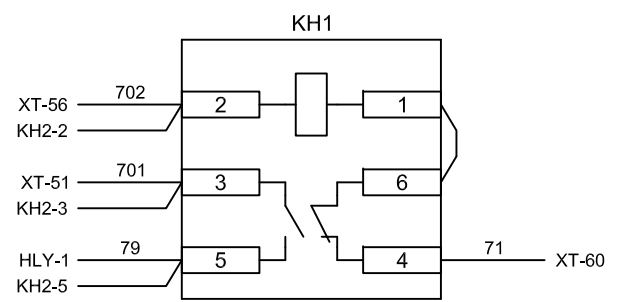 KH1
702
XT-56 2 1
KH2-2
701
XT-51 3 6
KH2-3
79 71
HLY-1 5 4 XT-60
KH2-5